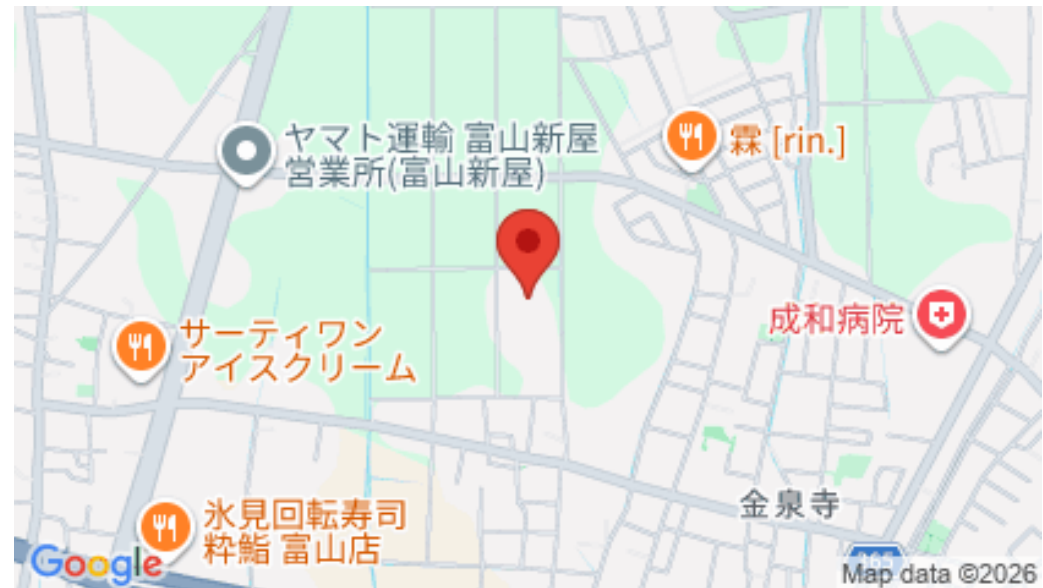 ヤマト運輸 富山新屋
営業所(富山新屋)
霖 [rin.]
成和病院
サーティワン
アイスクリーム
金泉寺
氷見回転寿司
粋鮨 富山店
Google
Map data ©2026